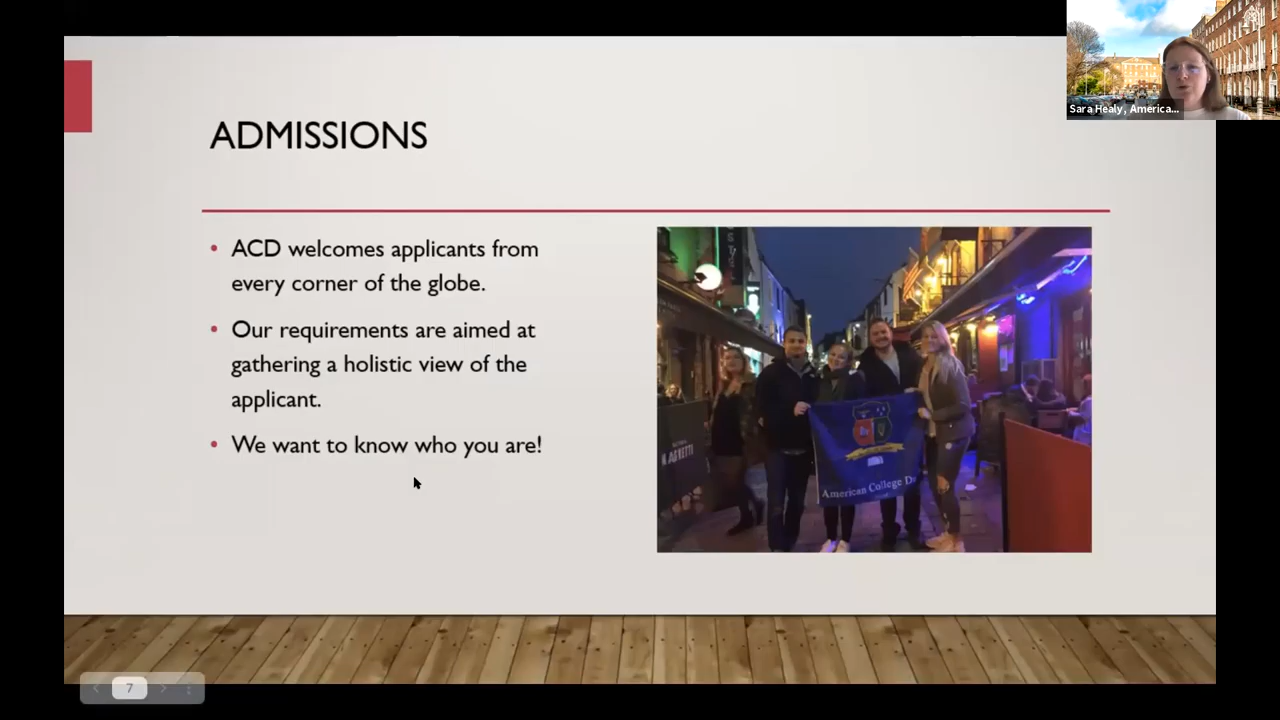 Sara Healy, America...
ADMISSIONS
• ACD welcomes applicants from
every corner of the globe.
• Our requirements are aimed at
gathering a holistic view of the
applicant.
• We want to know who you are!
American College Du
7